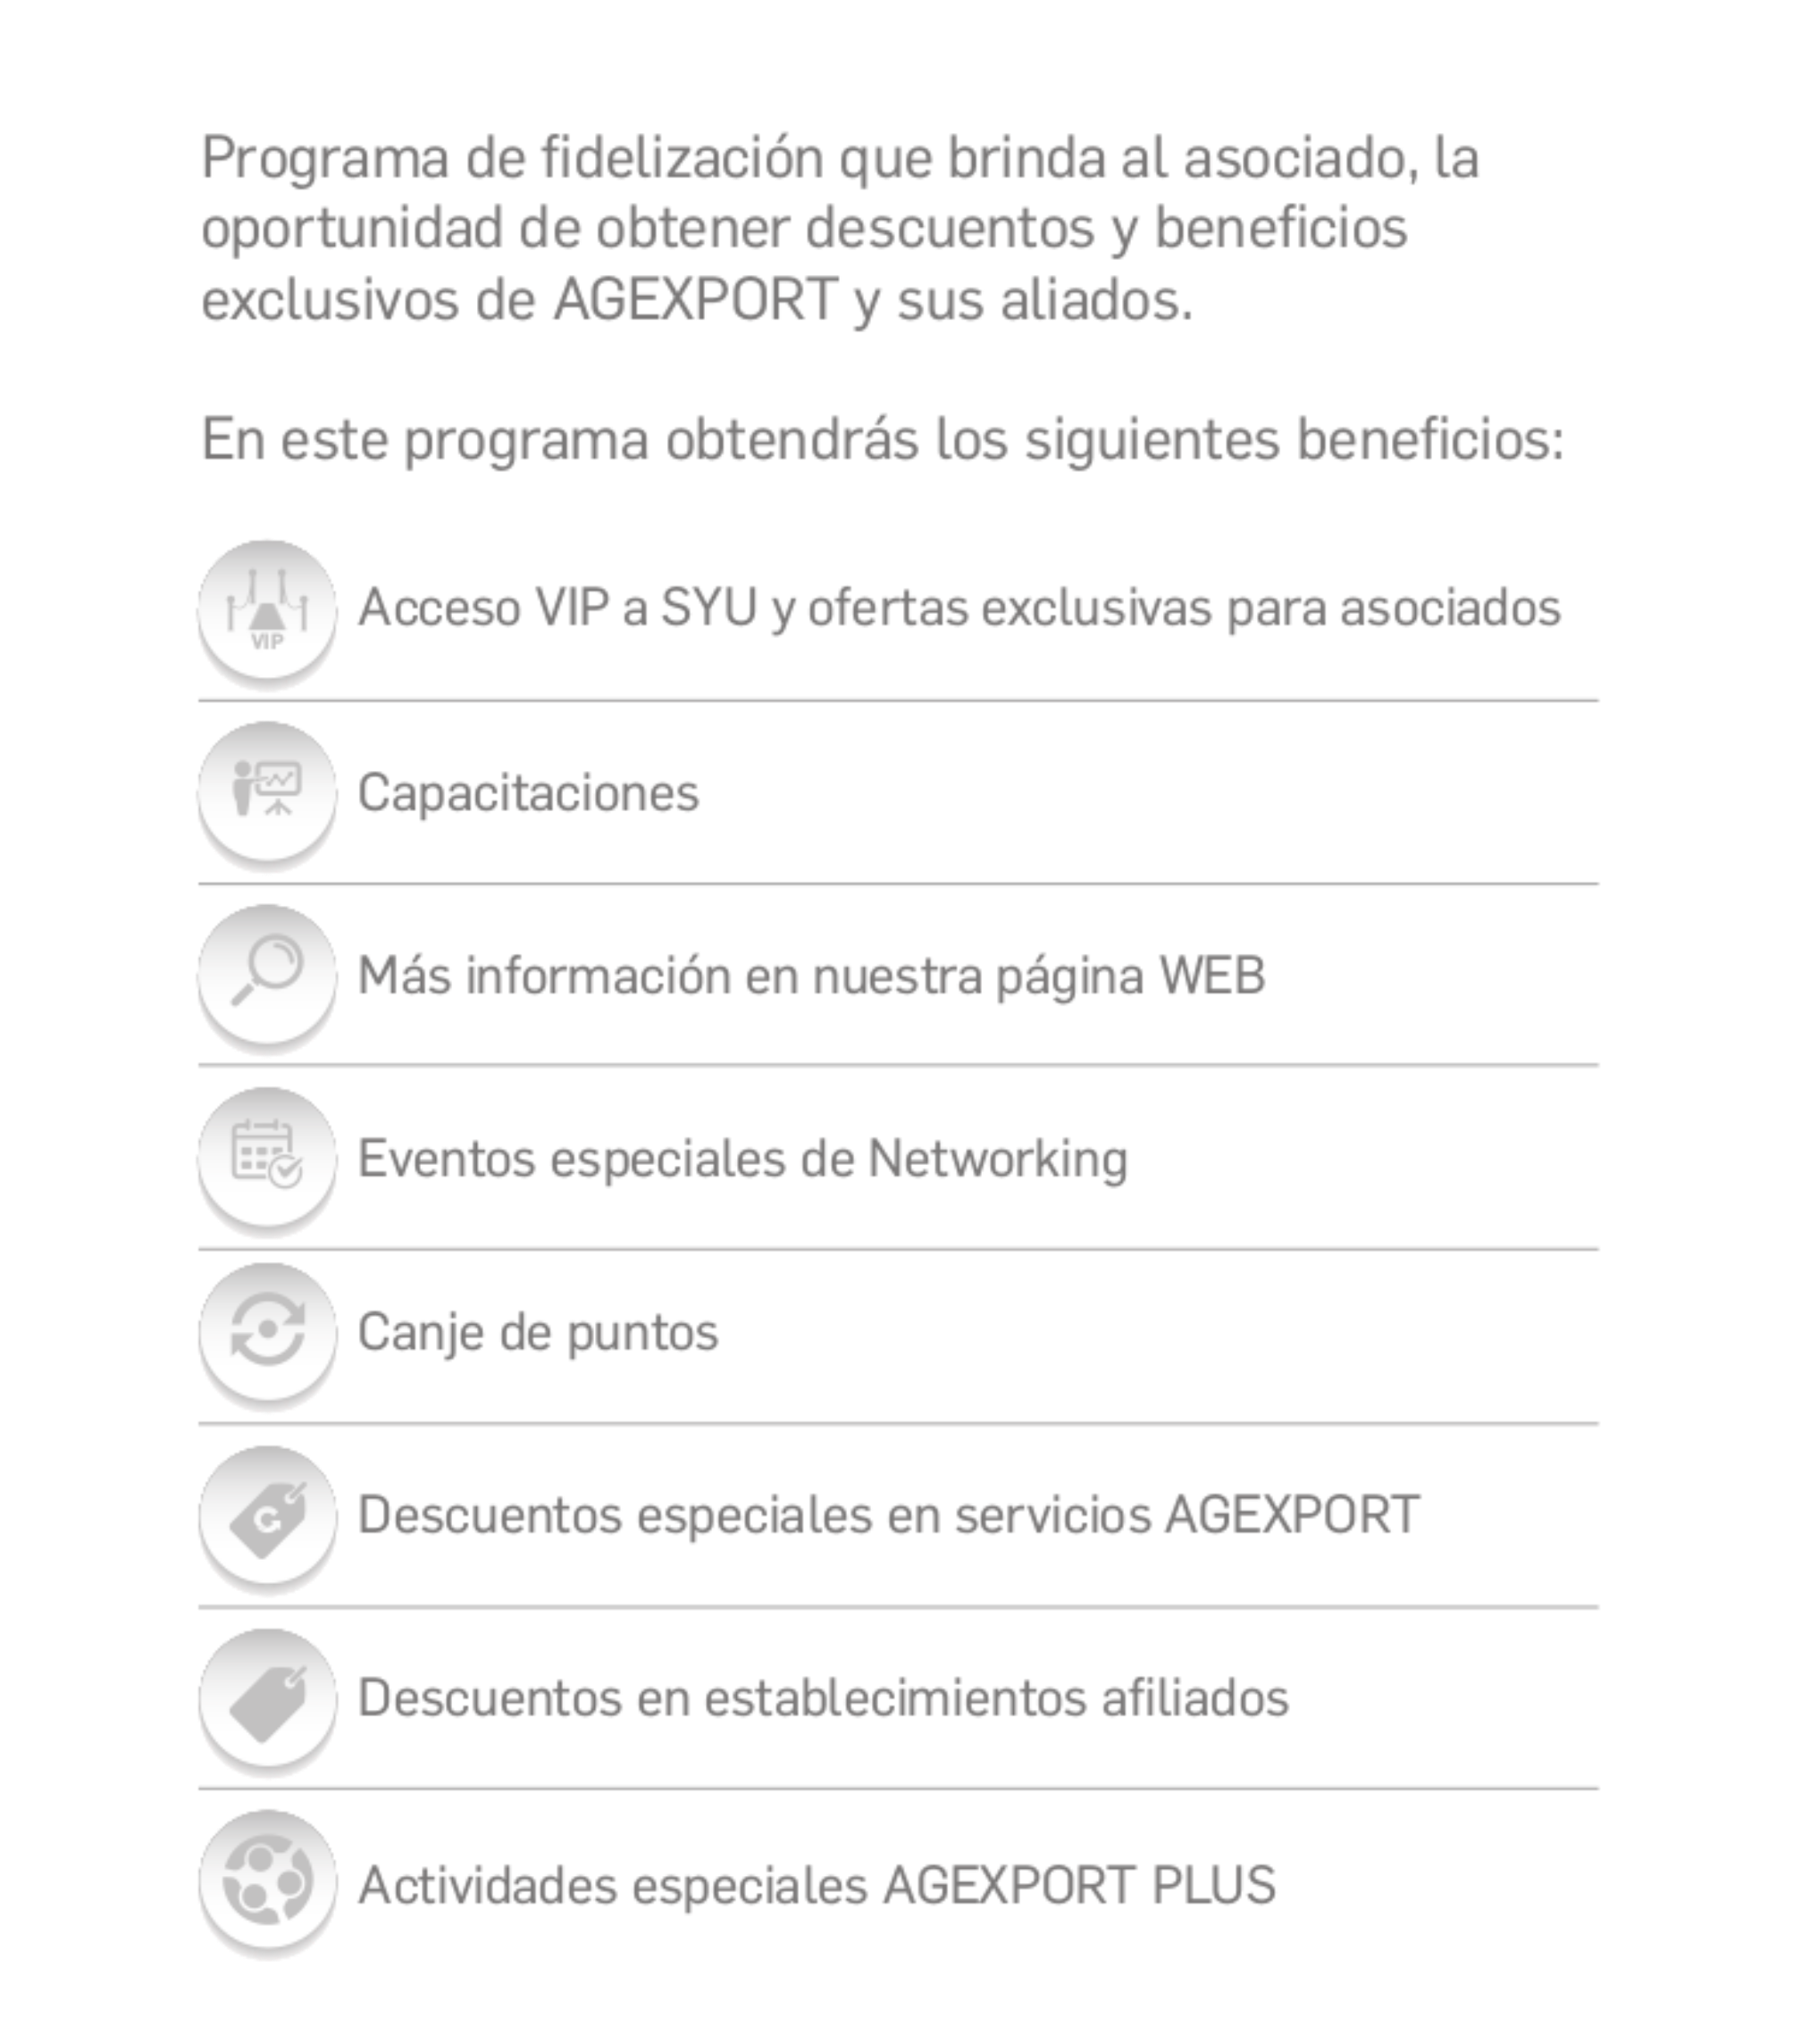 Programa de fidelización que brinda al asociado, la
oportunidad de obtener descuentos y beneficios
exclusivos de AGEXPORT y sus aliados.
En este programa obtendrás los siguientes beneficios:
VIP
Acceso VIP a SYU y ofertas exclusivas para asociados
Capacitaciones
Más información en nuestra página WEB
Eventos especiales de Networking
Canje de puntos
Descuentos especiales en servicios AGEXPORT
Descuentos en establecimientos afiliados
Actividades especiales AGEXPORT PLUS